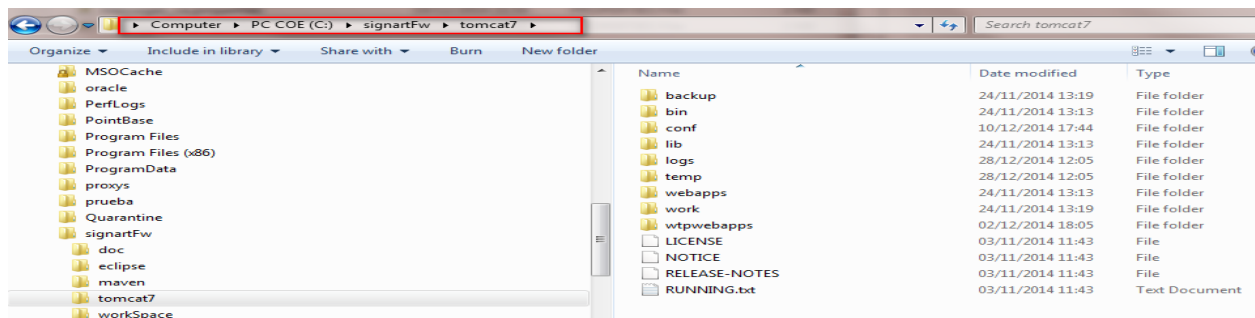 Computer ▸ PC COE (C:) ▸ signartFw ▸ tomcat7 ▸
Search tomcat7
Organize Include in library Share with Burn New folder
MSOCache
oracle
PerfLogs
PointBase
Program Files
Program Files (x86)
ProgramData
proxys
prueba
Quarantine
signartFw
doc
eclipse
maven
tomcat7
workSpace
Name Date modified Type
backup 24/11/2014 13:19 File folder
bin 24/11/2014 13:13 File folder
conf 10/12/2014 17:44 File folder
lib 24/11/2014 13:13 File folder
logs 28/12/2014 12:05 File folder
temp 28/12/2014 12:05 File folder
webapps 24/11/2014 13:13 File folder
work 24/11/2014 13:19 File folder
wtpwebapps 02/12/2014 18:05 File folder
LICENSE 03/11/2014 11:43 File
NOTICE 03/11/2014 11:43 File
RELEASE-NOTES 03/11/2014 11:43 File
RUNNING.txt 03/11/2014 11:43 Text Document